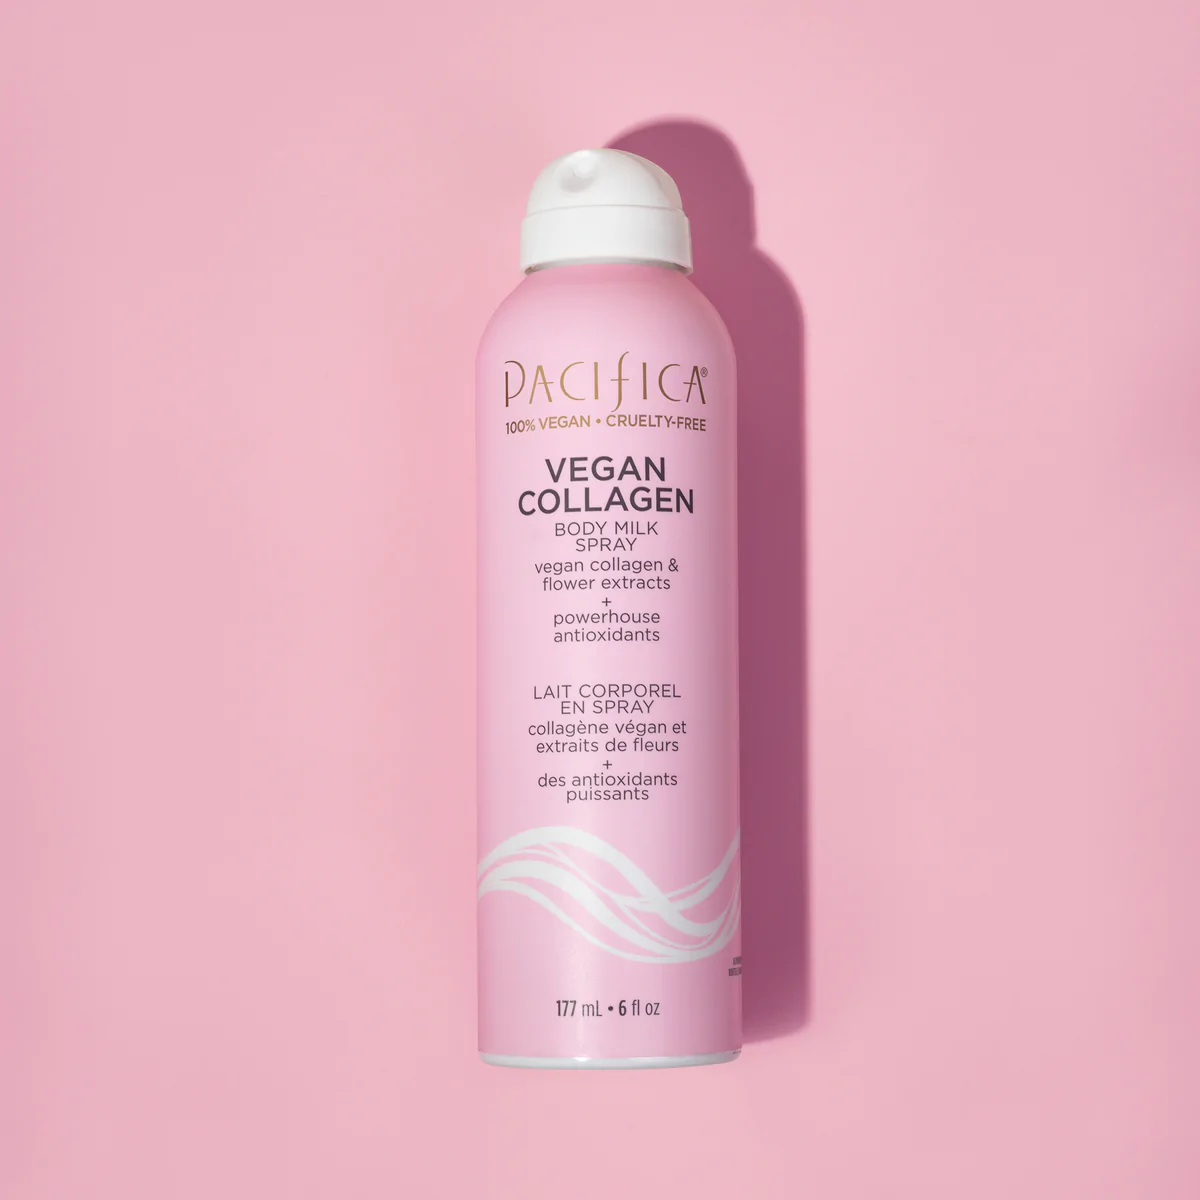 PACIFICA®
100% VEGAN • CRUELTY-FREE
VEGAN
COLLAGEN
BODY MILK
SPRAY
vegan collagen &
flower extracts
+
powerhouse
antioxidants
LAIT CORPOREL
EN SPRAY
collagène végan et
extraits de fleurs
+
des antioxidants
puissants
177 mL • 6 fl oz